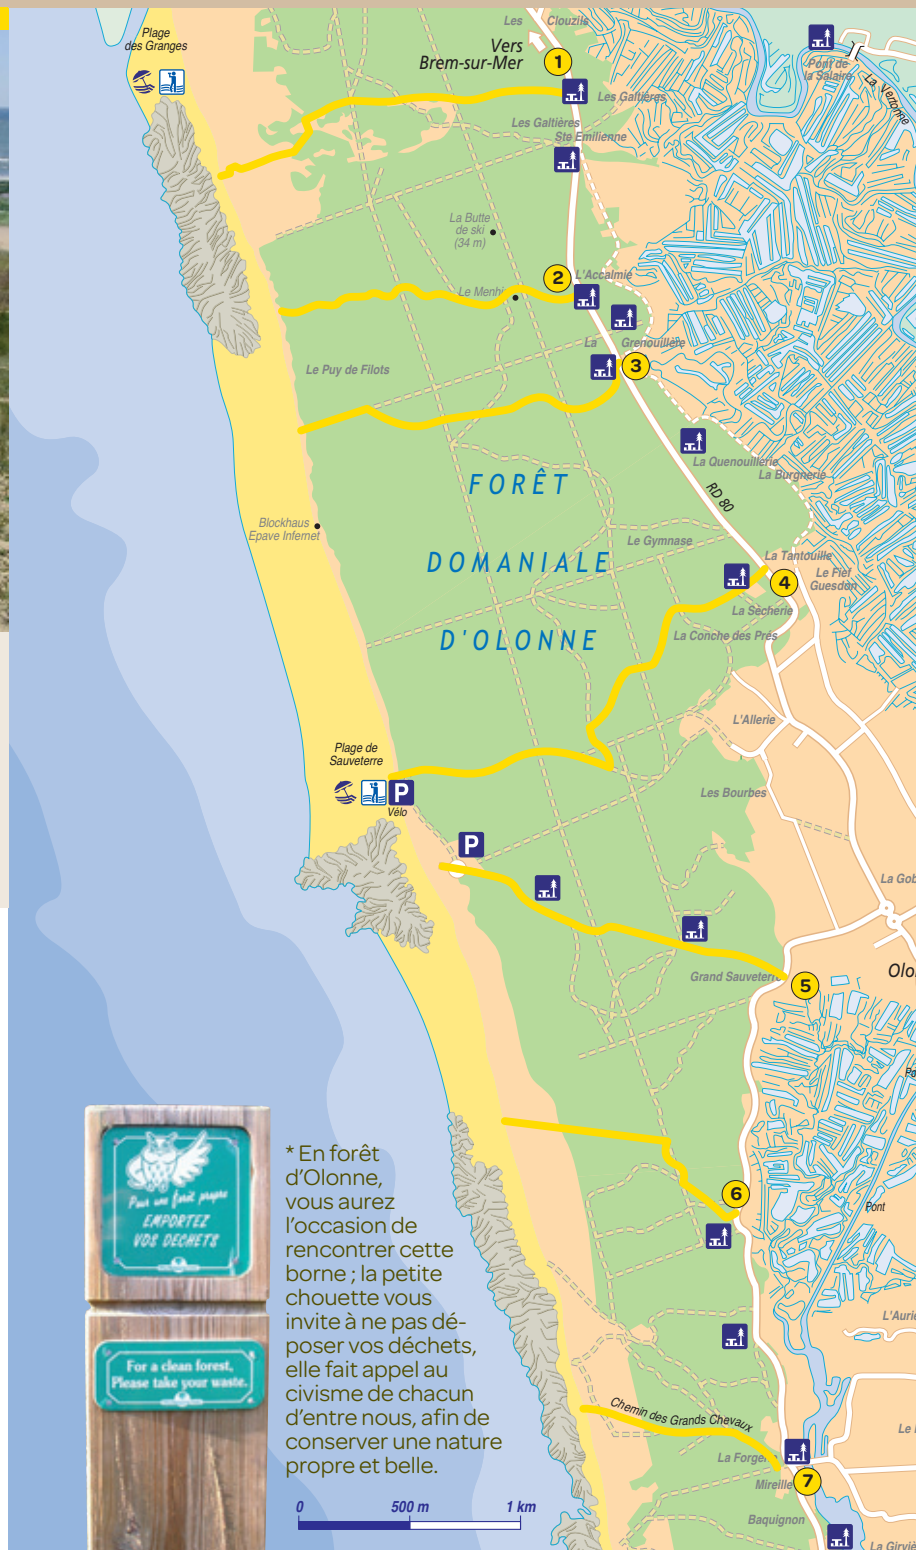 Plage
des Granges
Les Clouzils
Vers
Brem-sur-Mer
1
Pont de
la Salaire
La Vertonne
Les Galtières
Les Galtières
Ste Emilienne
La Butte
de ski
(34 m)
2
L'Accalmie
Le Menhi
La Grenouillère
3
Le Puy de Filots
La Quenouillerie
La Burgnerie
RD 80
FORÊT
DOMANIALE
D'OLONNE
Blockhaus
Epave Infernet
Le Gymnase
La Tantouille
4
Le Fief
Guesdon
La Sècherie
La Conche des Prés
L'Allerie
Plage de
Sauveterre
P
Vélo
Les Bourbes
P
La Gob
Olo
Grand Sauveterre
5
6
Pont
L'Auri
Pour une forêt propre
EMPORTEZ
VOS DECHETS
For a clean forest,
Please take your waste.
* En forêt
d'Olonne,
vous aurez
l'occasion de
rencontrer cette
borne ; la petite
chouette vous
invite à ne pas dé-
poser vos déchets,
elle fait appel au
civisme de chacun
d'entre nous, afin de
conserver une nature
propre et belle.
0 500 m 1 km
Chemin des Grands Chevaux
La Forge
Mireille
7
Baquignon
Le
La Girviè